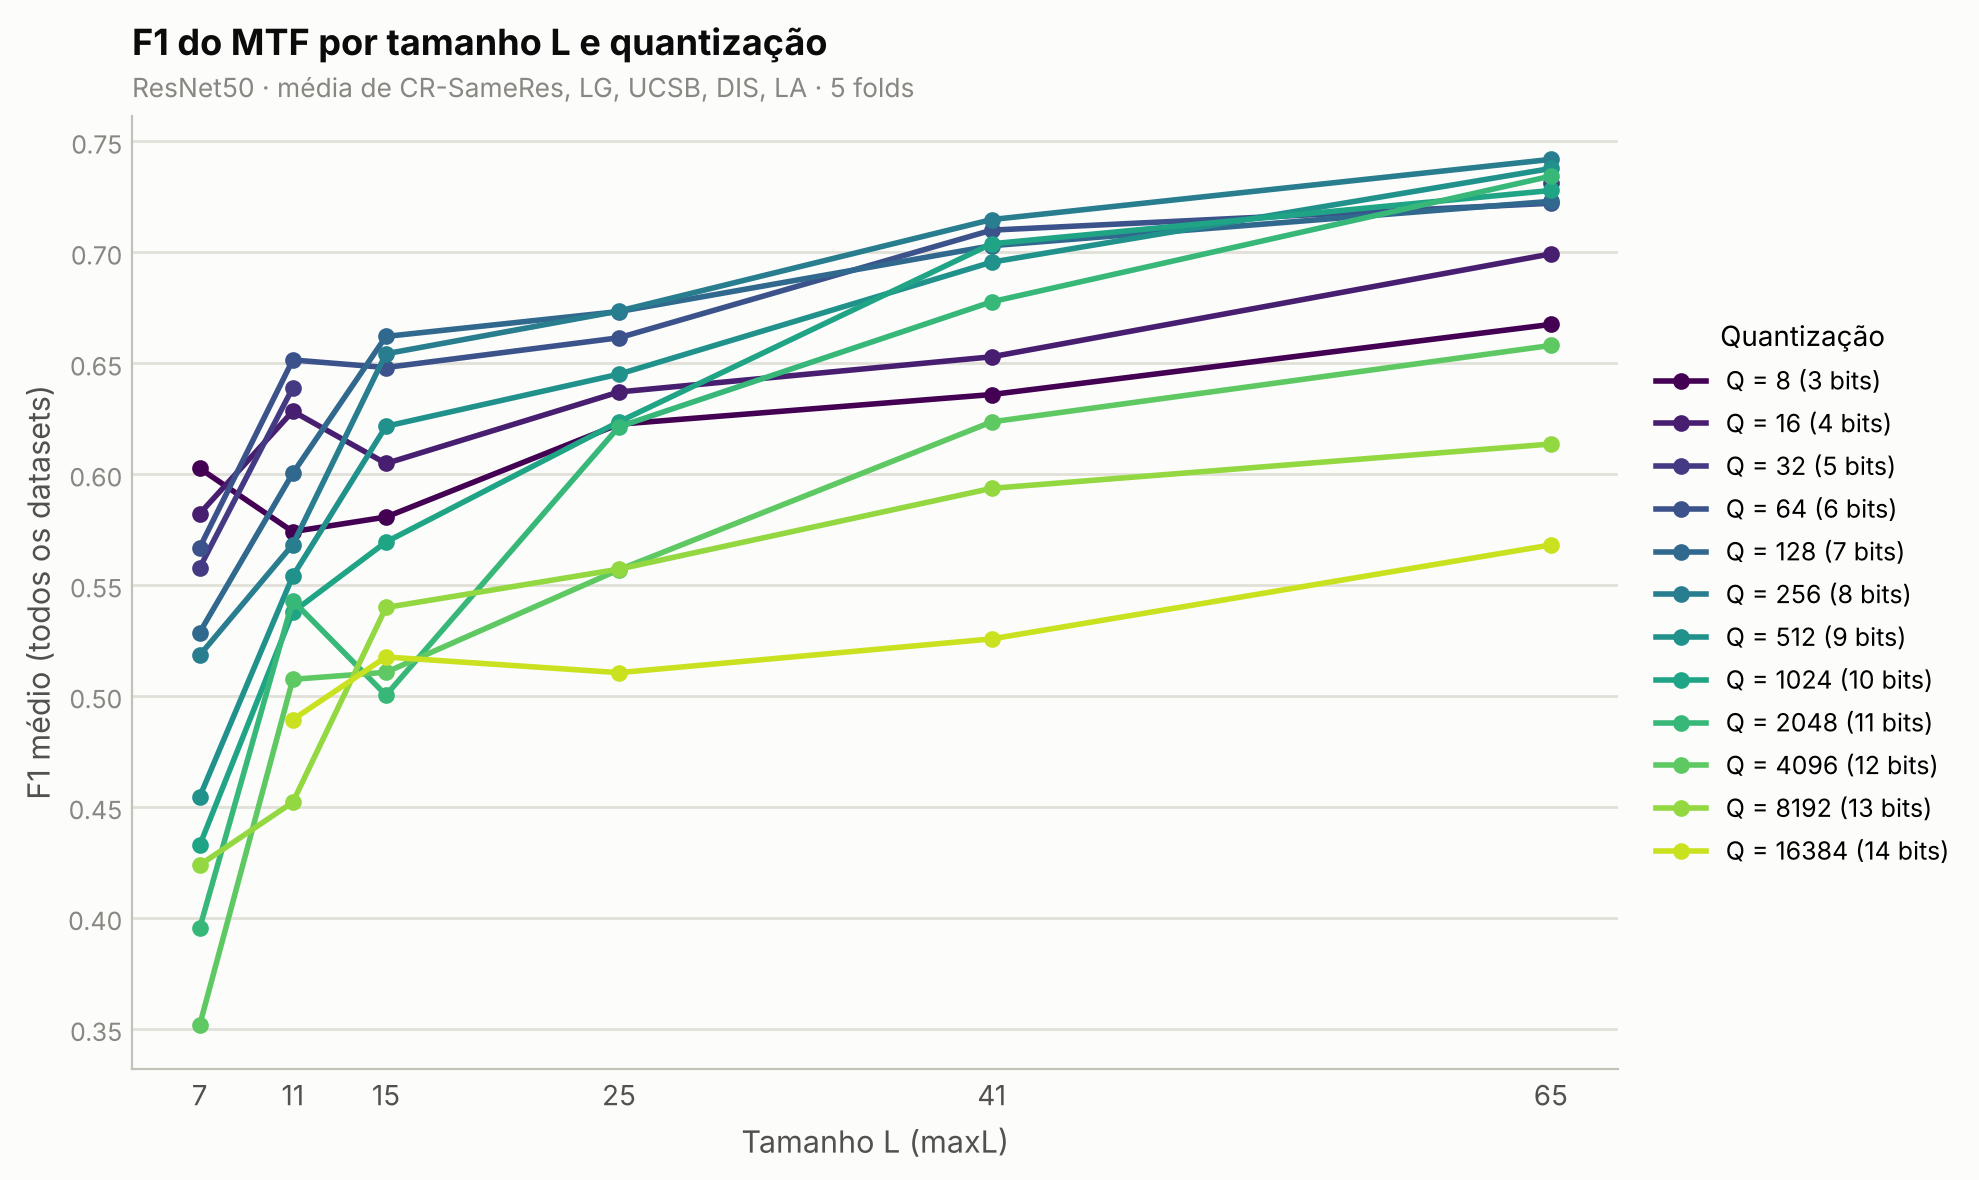 F1 do MTF por tamanho L e quantização
ResNet50 · média de CR-SameRes, LG, UCSB, DIS, LA · 5 folds
F1 médio (todos os datasets)
0.75
0.70
0.65
0.60
0.55
0.50
0.45
0.40
0.35
7 11 15 25 41 65
Tamanho L (maxL)
Quantização
Q = 8 (3 bits)
Q = 16 (4 bits)
Q = 32 (5 bits)
Q = 64 (6 bits)
Q = 128 (7 bits)
Q = 256 (8 bits)
Q = 512 (9 bits)
Q = 1024 (10 bits)
Q = 2048 (11 bits)
Q = 4096 (12 bits)
Q = 8192 (13 bits)
Q = 16384 (14 bits)